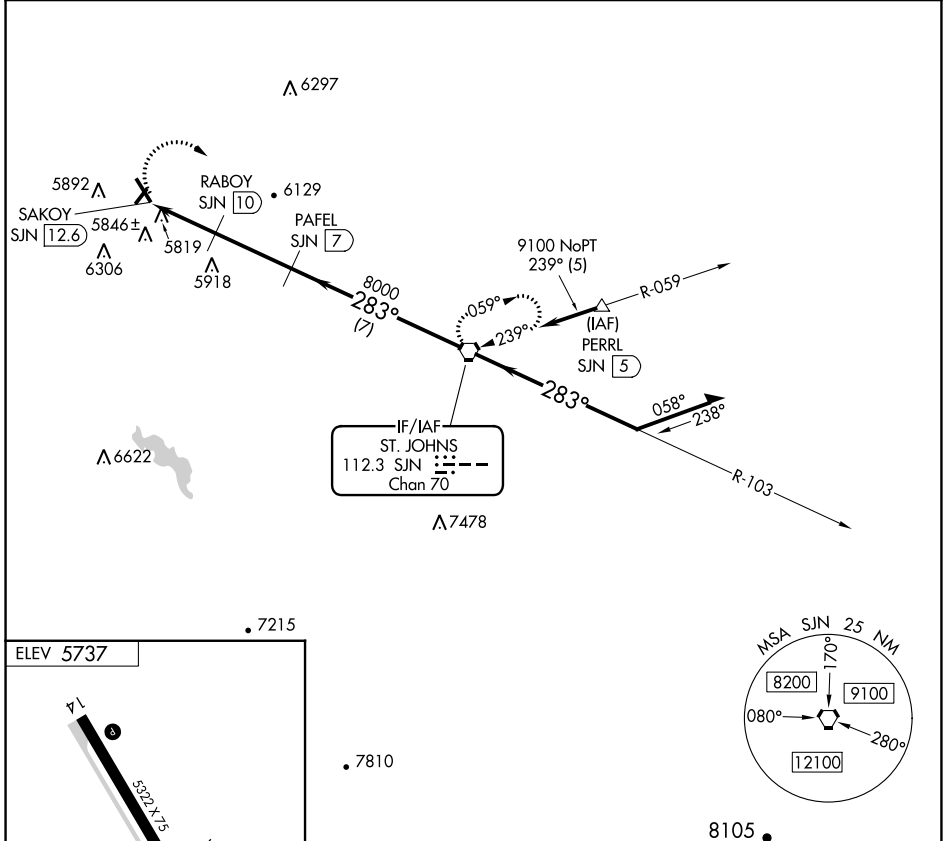 6297
5892
RABOY
SJN 10
6129
SAKOY
SJN 12.6
5846±
5819
PAFEL
SJN 7
6306
5918
9100 NoPT
239° (5)
R-059
8000
283°
(7)
059°
239°
(IAF)
PERRL
SJN 5
283°
058°
238°
IF/IAF
ST. JOHNS
112.3 SJN
Chan 70
R-103
6622
7478
7215
MSA SJN 25 NM
170°
8200
9100
080°
280°
12100
ELEV 5737
14
P
5322 X 75
7810
8105